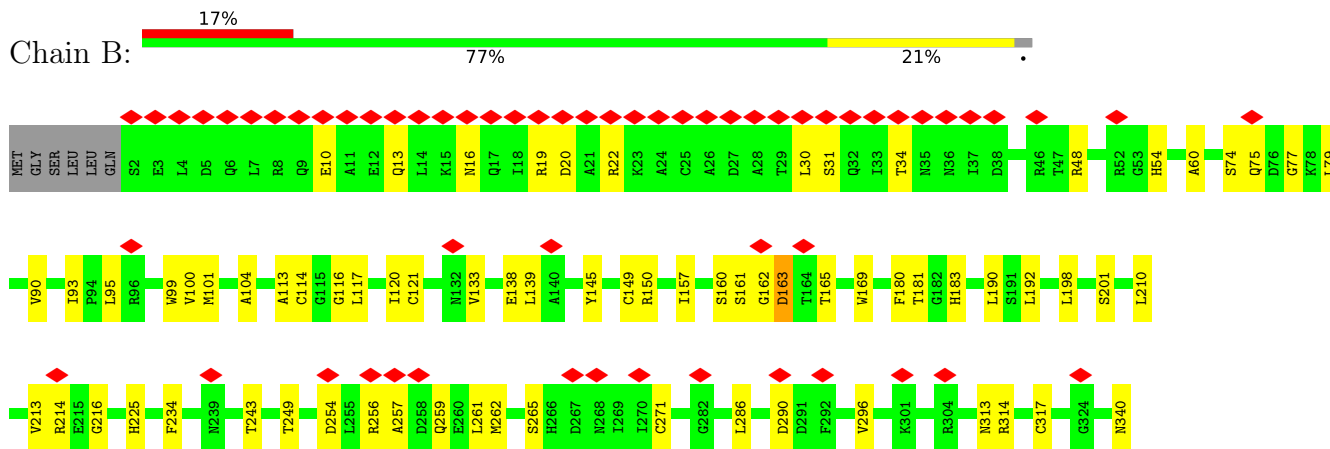 17%
Chain B:
77% 21% .
MET GLY SER LEU LEU GLN S2 E3 L4 D5 Q6 L7 R8 Q9 E10 A11 E12 Q13 L14 K15 N16 Q17 I18 R19 D20 A21 R22 K23 A24 C25 A26 D27 A28 T29 L30 S31 Q32 I33 T34 N35 N36 I37 D38 R46 T47 R48 R52 G53 H54 A60 S74 Q75 D76 G77 K78 L79
V90 I93 P94 L95 R96 W99 V100 M101 A104 A113 C114 G115 G116 L117 I120 C121 N132 V133 E138 L139 A140 Y145 C149 R150 I157 S160 S161 G162 D163 T164 T165 W169 F180 T181 G182 H183 L190 S191 L192 L198 S201 L210
V213 R214 E215 G216 H225 F234 N239 T243 T249 D254 L255 R256 A257 D258 Q259 E260 L261 M262 S265 H266 D267 N268 I269 I270 C271 G282 L286 D290 D291 F292 V296 K301 R304 N313 R314 C317 G324 N340